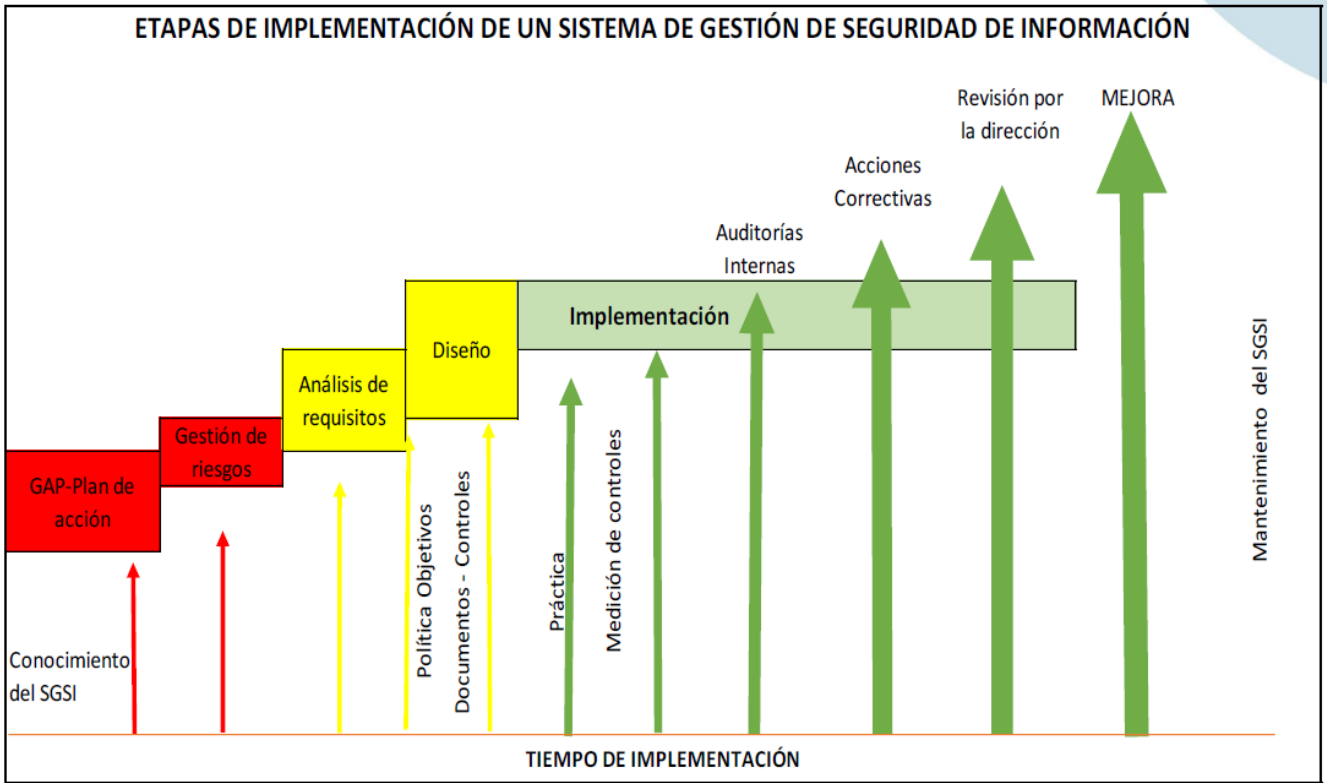 ETAPAS DE IMPLEMENTACIÓN DE UN SISTEMA DE GESTIÓN DE SEGURIDAD DE INFORMACIÓN
Revisión por
la dirección
MEJORA
Acciones
Correctivas
Auditorías
Internas
Implementación
Diseño
Análisis de
requisitos
Gestión de
riesgos
GAP-Plan de
acción
Conocimiento
del SGSI
Política Objetivos
Documentos - Controles
Práctica
Medición de controles
Mantenimiento del SGSI
TIEMPO DE IMPLEMENTACIÓN